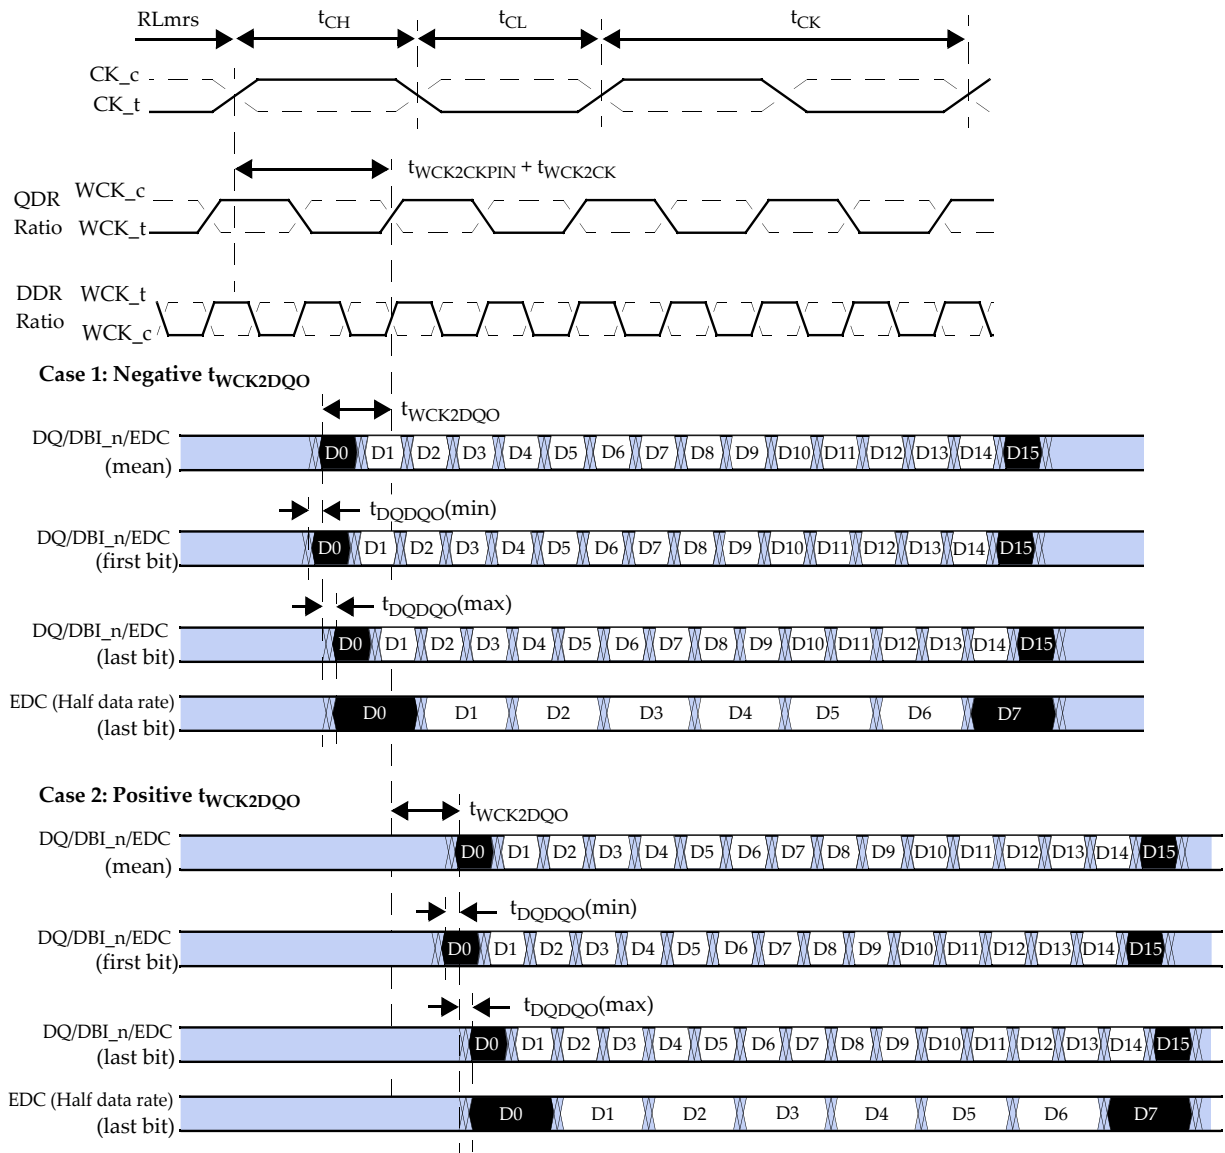 RLmrs tCH tCL tCK
CK_c
CK_t
tWCK2CKPIN + tWCK2CK
QDR WCK_c
Ratio WCK_t
DDR WCK_t
Ratio WCK_c
Case 1: Negative tWCK2DQO
tWCK2DQO
DQ/DBI_n/EDC
(mean)
D0 D1 D2 D3 D4 D5 D6 D7 D8 D9 D10 D11 D12 D13 D14 D15
tDQDQO(min)
DQ/DBI_n/EDC
(first bit)
D0 D1 D2 D3 D4 D5 D6 D7 D8 D9 D10 D11 D12 D13 D14 D15
tDQDQO(max)
DQ/DBI_n/EDC
(last bit)
D0 D1 D2 D3 D4 D5 D6 D7 D8 D9 D10 D11 D12 D13 D14 D15
EDC (Half data rate)
(last bit)
D0 D1 D2 D3 D4 D5 D6 D7
Case 2: Positive tWCK2DQO
tWCK2DQO
DQ/DBI_n/EDC
(mean)
D0 D1 D2 D3 D4 D5 D6 D7 D8 D9 D10 D11 D12 D13 D14 D15
tDQDQO(min)
DQ/DBI_n/EDC
(first bit)
D0 D1 D2 D3 D4 D5 D6 D7 D8 D9 D10 D11 D12 D13 D14 D15
tDQDQO(max)
DQ/DBI_n/EDC
(last bit)
D0 D1 D2 D3 D4 D5 D6 D7 D8 D9 D10 D11 D12 D13 D14 D15
EDC (Half data rate)
(last bit)
D0 D1 D2 D3 D4 D5 D6 D7